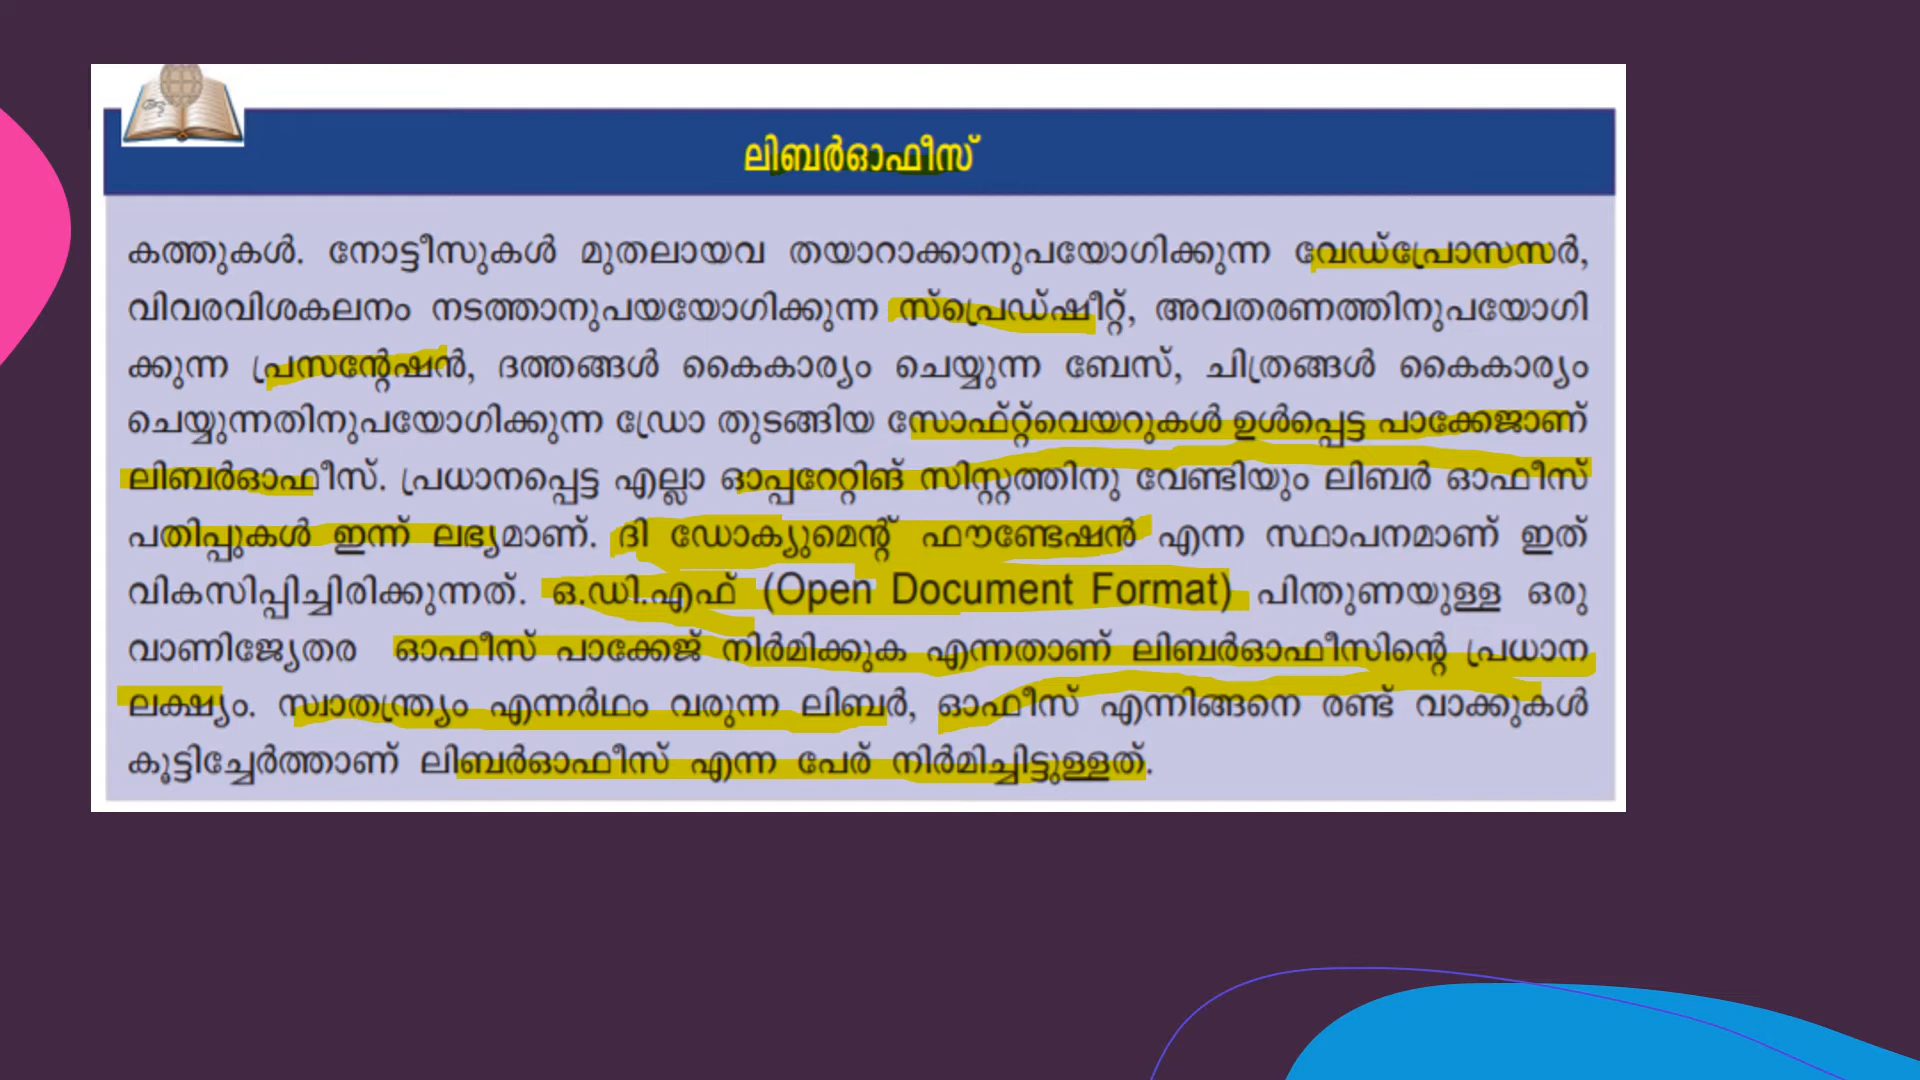 ലിബർഓഫീസ്
കത്തുകൾ. നോട്ടീസുകൾ മുതലായവ തയാറാക്കാനുപയോഗിക്കുന്ന വേഡ്പ്രോസസർ,
വിവരവിശകലനം നടത്താനുപയയോഗിക്കുന്ന സ്പ്രെഡ്ഷീറ്റ്, അവതരണത്തിനുപയോഗി
ക്കുന്ന പ്രസന്റേഷൻ, ദത്തങ്ങൾ കൈകാര്യം ചെയ്യുന്ന ബേസ്, ചിത്രങ്ങൾ കൈകാര്യം
ചെയ്യുന്നതിനുപയോഗിക്കുന്ന ഡ്രോ തുടങ്ങിയ സോഫ്റ്റ്‌വെയറുകൾ ഉൾപ്പെട്ട പാക്കേജാണ്
ലിബർഓഫീസ്. പ്രധാനപ്പെട്ട എല്ലാ ഓപ്പറേറ്റിങ് സിസ്റ്റത്തിനു വേണ്ടിയും ലിബർ ഓഫീസ്
പതിപ്പുകൾ ഇന്ന് ലഭ്യമാണ്. ദി ഡോക്യുമെന്റ് ഫൗണ്ടേഷൻ എന്ന സ്ഥാപനമാണ് ഇത്
വികസിപ്പിച്ചിരിക്കുന്നത്. ഒ.ഡി.എഫ് (Open Document Format) പിന്തുണയുള്ള ഒരു
വാണിജ്യേതര ഓഫീസ് പാക്കേജ് നിർമിക്കുക എന്നതാണ് ലിബർഓഫീസിന്റെ പ്രധാന
ലക്ഷ്യം. സ്വാതന്ത്ര്യം എന്നർഥം വരുന്ന ലിബർ, ഓഫീസ് എന്നിങ്ങനെ രണ്ട് വാക്കുകൾ
കൂട്ടിച്ചേർത്താണ് ലിബർഓഫീസ് എന്ന പേര് നിർമിച്ചിട്ടുള്ളത്.